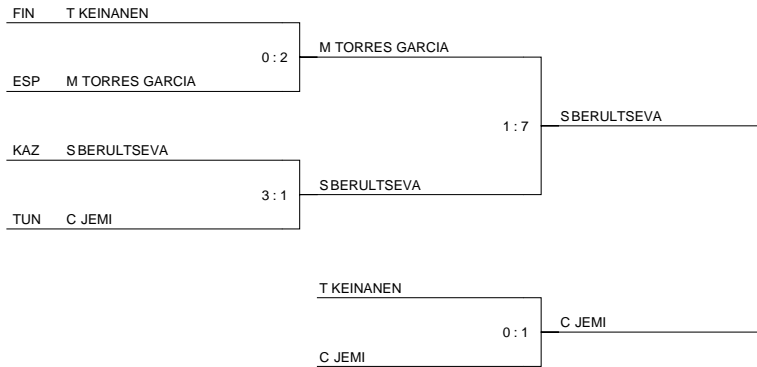 FIN T KEINANEN
0 : 2 M TORRES GARCIA
ESP M TORRES GARCIA
1 : 7 S BERULTSEVA
KAZ S BERULTSEVA
3 : 1 S BERULTSEVA
TUN C JEMI
T KEINANEN
0 : 1 C JEMI
C JEMI